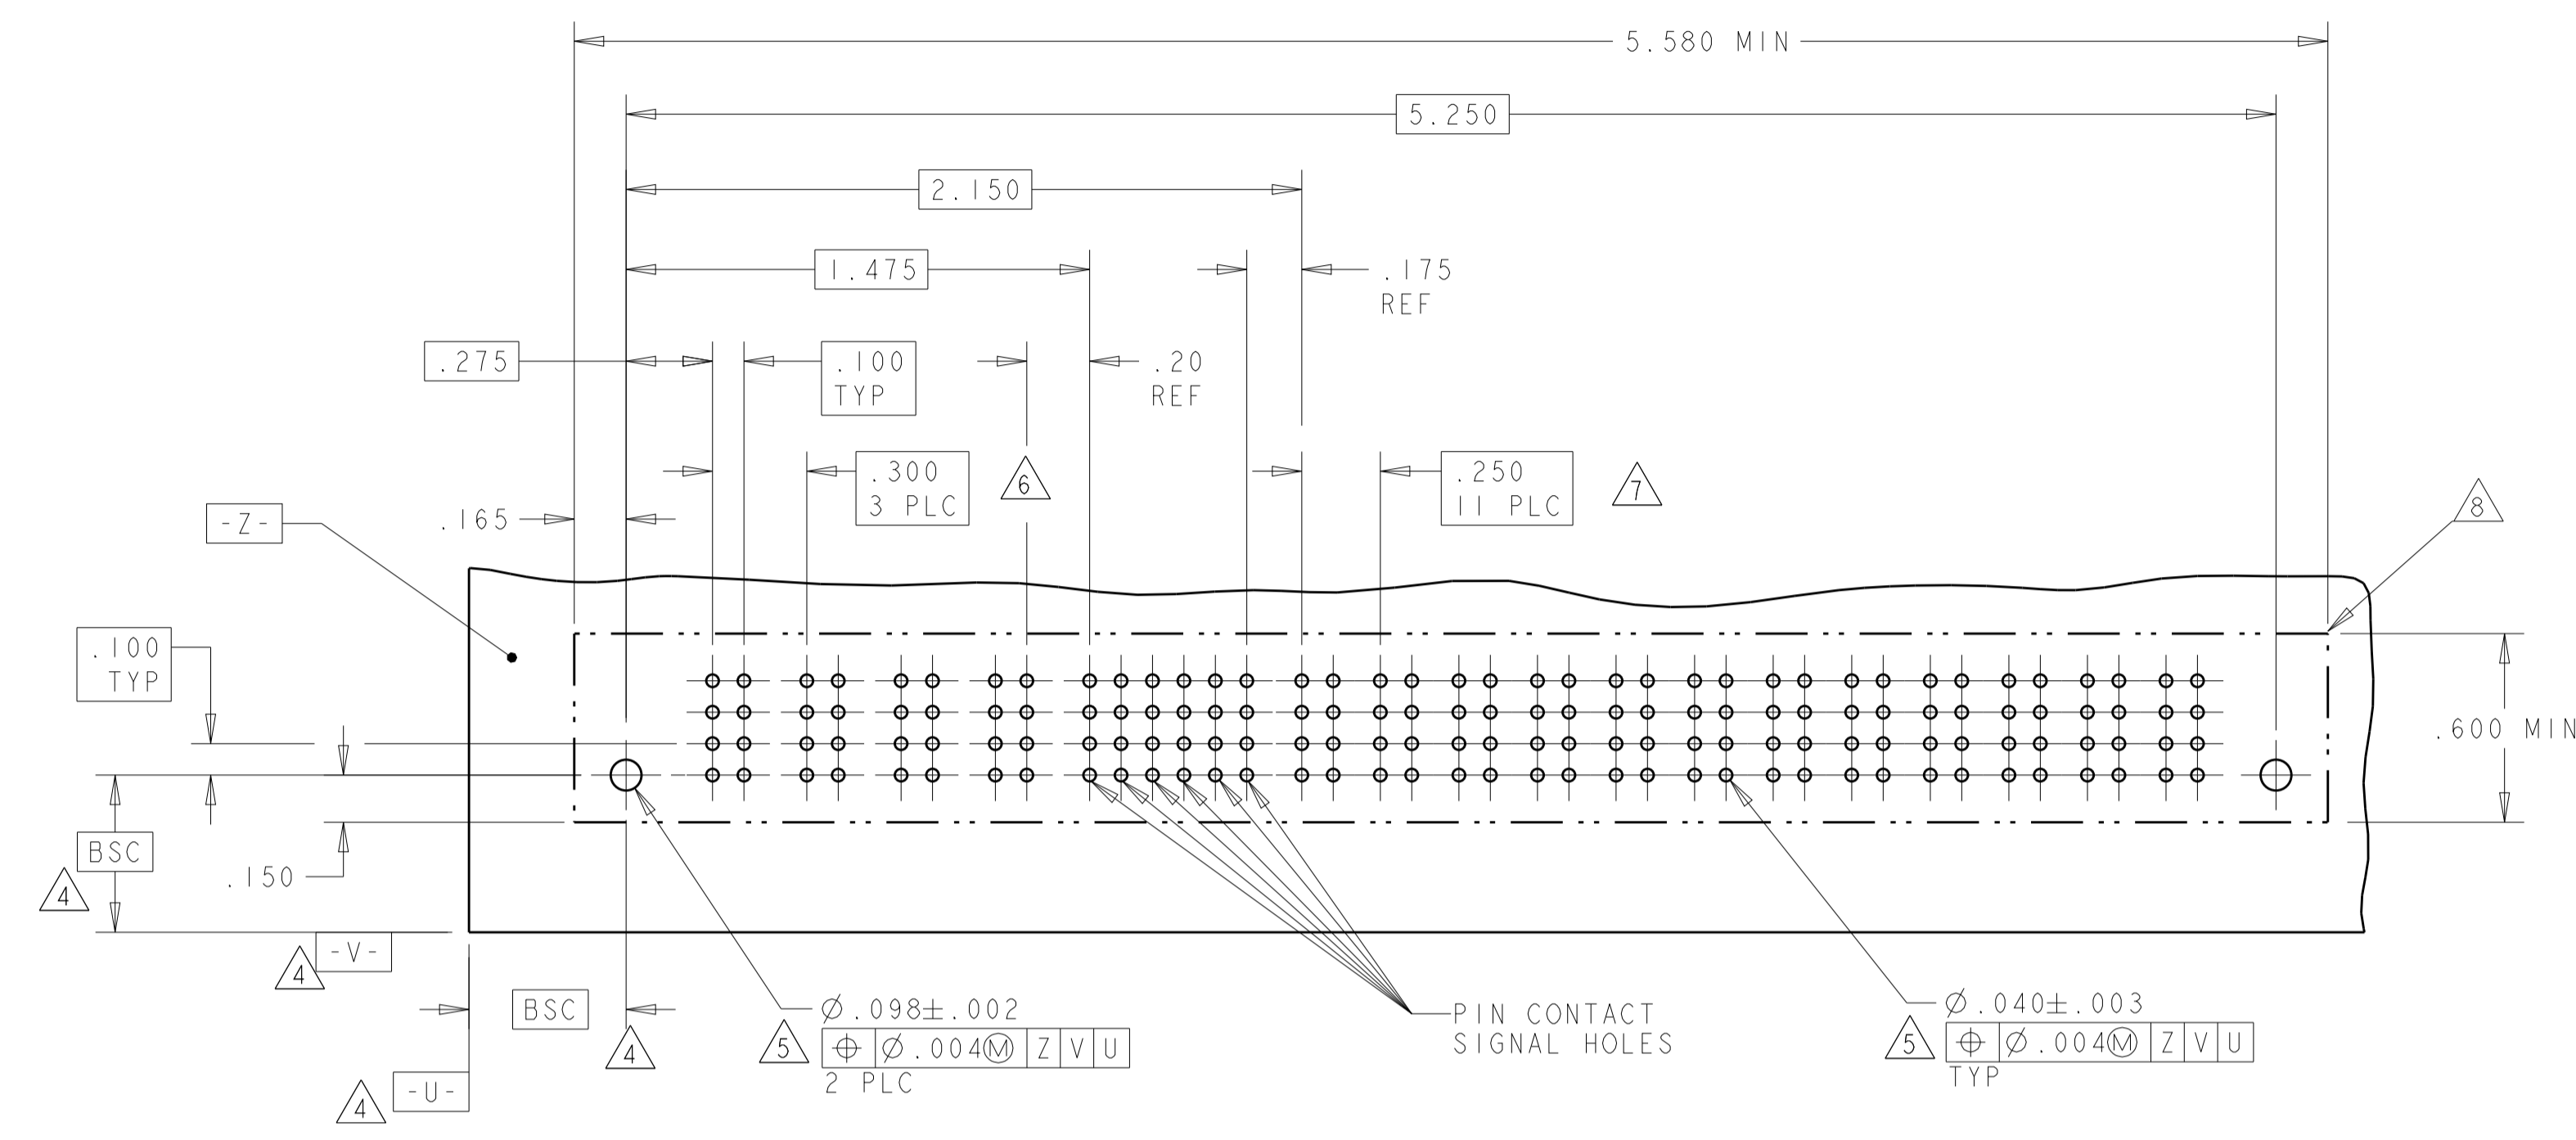 5.580 MIN
5.250
2.150
1.475
.175
REF
.275
.100
TYP
.20
REF
.300
3 PLC
6
.250
11 PLC
7
8
.165
-Z-
.100
TYP
.600 MIN
BSC
4
.150
-V-
4
BSC
4
-U-
4
Ø.098±.002
5
⌖ Ø.004Ⓜ Z V U
2 PLC
PIN CONTACT
SIGNAL HOLES
Ø.040±.003
5
⌖ Ø.004Ⓜ Z V U
TYP